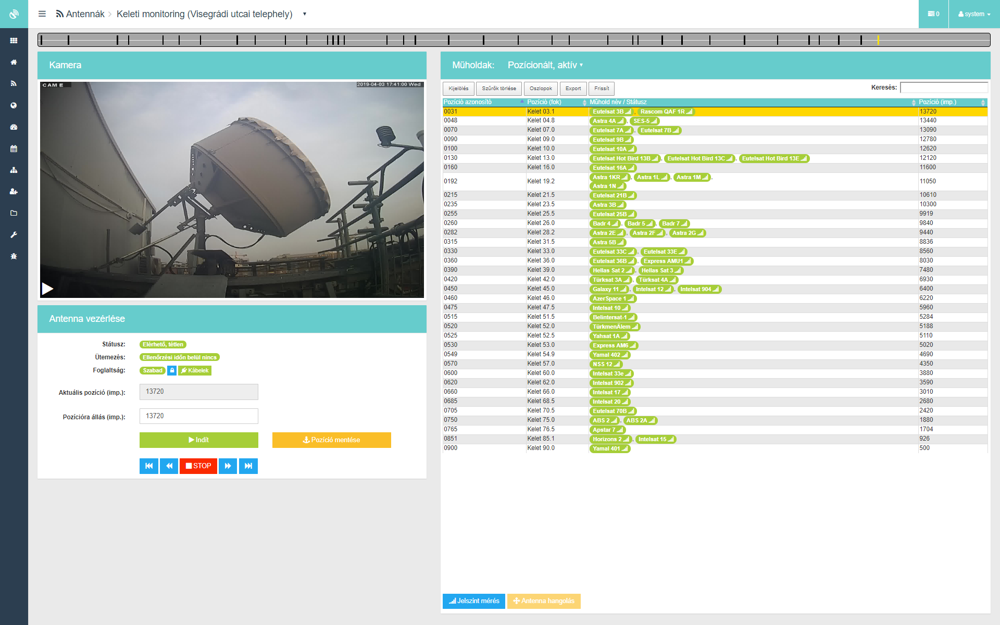 Antennák
Keleti monitoring (Visegrádi utcai telephely)
0
system
Kamera
CAM E
2019-04-03 17:41:00 Wed
Antenna vezérlése
Státusz: Elérhető, tétlen
Ütemezés: Ellenőrzési időn belül nincs
Foglaltság: Szabad Kábelek
Aktuális pozíció (imp.): 13720
Pozícióra állás (imp.): 13720
Indít Pozíció mentése
STOP
Műholdak: Pozícionált, aktív
Kijelölés Szűrők törlése Oszlopok Export Frissít Keresés:
Pozíció azonosító Pozíció (fok) Műhold név / Státusz Pozíció (imp.)
0031 Kelet 03.1 Eutelsat 3B, Rascom QAF 1R 13720
0048 Kelet 04.8 Astra 4A, SES-5 13440
0070 Kelet 07.0 Eutelsat 7A, Eutelsat 7B 13090
0090 Kelet 09.0 Eutelsat 9B 12780
0100 Kelet 10.0 Eutelsat 10A 12620
0130 Kelet 13.0 Eutelsat Hot Bird 13B, Eutelsat Hot Bird 13C, Eutelsat Hot Bird 13E 12120
0160 Kelet 16.0 Eutelsat 16A 11600
0192 Kelet 19.2 Astra 1KR, Astra 1L, Astra 1M, 11050
Astra 1N
0215 Kelet 21.5 Eutelsat 21B 10610
0235 Kelet 23.5 Astra 3B 10300
0255 Kelet 25.5 Eutelsat 25B 9919
0260 Kelet 26.0 Badr 4, Badr 5, Badr 7 9840
0282 Kelet 28.2 Astra 2E, Astra 2F, Astra 2G 9440
0315 Kelet 31.5 Astra 5B 8836
0330 Kelet 33.0 Eutelsat 33C, Eutelsat 33E 8560
0360 Kelet 36.0 Eutelsat 36B, Express AMU1 8030
0390 Kelet 39.0 Hellas Sat 2, Hellas Sat 3 7480
0420 Kelet 42.0 Türksat 3A, Türksat 4A 6930
0450 Kelet 45.0 Galaxy 11, Intelsat 12, Intelsat 904 6400
0460 Kelet 46.0 AzerSpace 1 6220
0475 Kelet 47.5 Intelsat 10 5960
0515 Kelet 51.5 Belintersat-1 5284
0520 Kelet 52.0 TürkmenÄlem 5188
0525 Kelet 52.5 Yahsat 1A 5110
0530 Kelet 53.0 Express AM6 5020
0549 Kelet 54.9 Yamal 402 4690
0570 Kelet 57.0 NSS 12 4350
0600 Kelet 60.0 Intelsat 33e 3880
0620 Kelet 62.0 Intelsat 902 3590
0660 Kelet 66.0 Intelsat 17 3010
0685 Kelet 68.5 Intelsat 20 2680
0705 Kelet 70.5 Eutelsat 70B 2420
0750 Kelet 75.0 ABS 2, ABS 2A 1880
0765 Kelet 76.5 Apstar 7 1704
0851 Kelet 85.1 Horizons 2, Intelsat 15 926
0900 Kelet 90.0 Yamal 401 500
Jelszint mérés Antenna hangolás